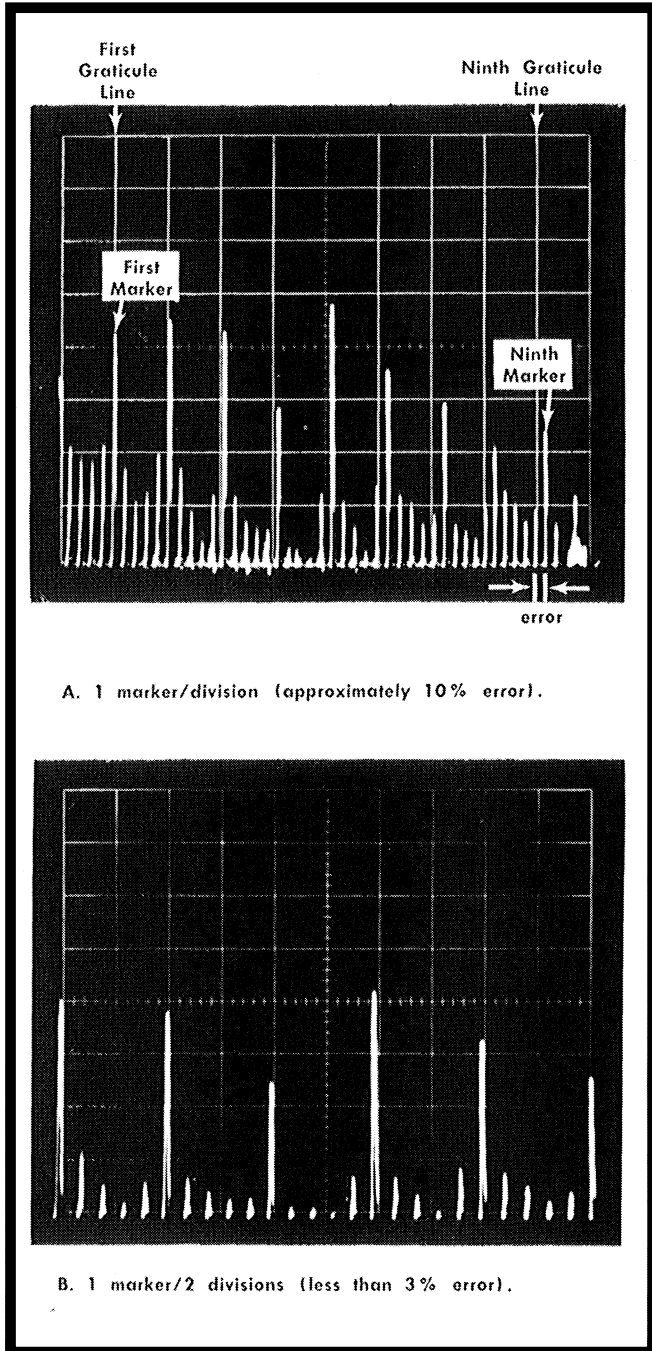 First
Graticule
Line
Ninth Graticule
Line
First
Marker
Ninth
Marker
error
A. 1 marker/division (approximately 10% error).
B. 1 marker/2 divisions (less than 3% error).